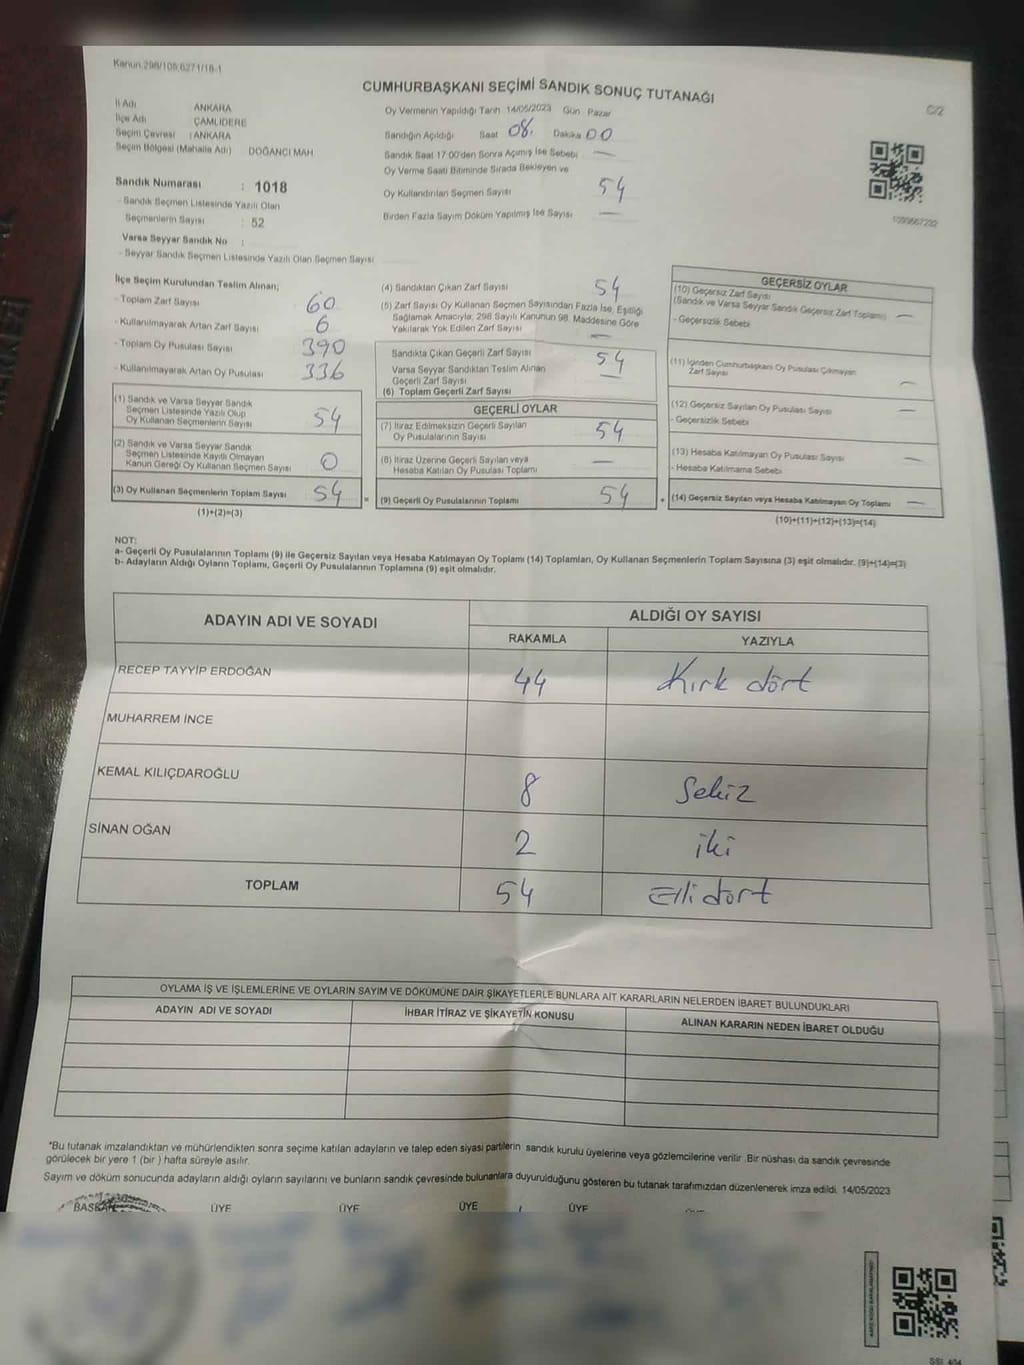 Kanun.298/105,6271/18-1
CUMHURBAŞKANI SEÇİMİ SANDIK SONUÇ TUTANAĞI
C/2
İl Adı ANKARA
İlçe Adı ÇAMLIDERE
Seçim Çevresi : ANKARA
Seçim Bölgesi (Mahalle Adı) DOĞANCI MAH
Sandık Numarası : 1018
- Sandık Seçmen Listesinde Yazılı Olan
Seçmenlerin Sayısı : 52
Varsa Seyyar Sandık No :
- Seyyar Sandık Seçmen Listesinde Yazılı Olan Seçmen Sayısı
Oy Vermenin Yapıldığı Tarih 14/05/2023 Gün Pazar
Sandığın Açıldığı Saat 08. Dakika 00
Sandık Saat 17:00'den Sonra Açılmış İse Sebebi —
Oy Verme Saati Bitiminde Sırada Bekleyen ve
Oy Kullandırılan Seçmen Sayısı 54
Birden Fazla Sayım Döküm Yapılmış İse Sayısı —
İlçe Seçim Kurulundan Teslim Alınan;
- Toplam Zarf Sayısı 60
- Kullanılmayarak Artan Zarf Sayısı 6
- Toplam Oy Pusulası Sayısı 390
- Kullanılmayarak Artan Oy Pusulası 336
(1) Sandık ve Varsa Seyyar Sandık
Seçmen Listesinde Yazılı Olup
Oy Kullanan Seçmenlerin Sayısı 54
(2) Sandık ve Varsa Seyyar Sandık
Seçmen Listesinde Kayıtlı Olmayan
Kanun Gereği Oy Kullanan Seçmen Sayısı 0
(3) Oy Kullanan Seçmenlerin Toplam Sayısı 54
(1)+(2)=(3)
(4) Sandıktan Çıkan Zarf Sayısı 54
(5) Zarf Sayısı Oy Kullanan Seçmen Sayısından Fazla İse, Eşitliği
Sağlamak Amacıyla; 298 Sayılı Kanunun 98. Maddesine Göre
Yakılarak Yok Edilen Zarf Sayısı —
Sandıkta Çıkan Geçerli Zarf Sayısı 54
Varsa Seyyar Sandıktan Teslim Alınan
Geçerli Zarf Sayısı —
(6) Toplam Geçerli Zarf Sayısı
GEÇERLİ OYLAR
(7) İtiraz Edilmeksizin Geçerli Sayılan
Oy Pusulalarının Sayısı 54
(8) İtiraz Üzerine Geçerli Sayılan veya
Hesaba Katılan Oy Pusulası Toplamı —
= (9) Geçerli Oy Pusulalarının Toplamı 54
GEÇERSİZ OYLAR
(10) Geçersiz Zarf Sayısı
(Sandık ve Varsa Seyyar Sandık Geçersiz Zarf Toplamı) —
- Geçersizlik Sebebi
(11) İçinden Cumhurbaşkanı Oy Pusulası Çıkmayan
Zarf Sayısı —
(12) Geçersiz Sayılan Oy Pusulası Sayısı —
- Geçersizlik Sebebi
(13) Hesaba Katılmayan Oy Pusulası Sayısı —
- Hesaba Katılmama Sebebi
+ (14) Geçersiz Sayılan veya Hesaba Katılmayan Oy Toplamı —
(10)+(11)+(12)+(13)=(14)
NOT:
a- Geçerli Oy Pusulalarının Toplamı (9) ile Geçersiz Sayılan veya Hesaba Katılmayan Oy Toplamı (14) Toplamları, Oy Kullanan Seçmenlerin Toplam Sayısına (3) eşit olmalıdır. (9)+(14)=(3)
b- Adayların Aldığı Oyların Toplamı, Geçerli Oy Pusulalarının Toplamına (9) eşit olmalıdır.
ADAYIN ADI VE SOYADI ALDIĞI OY SAYISI
RAKAMLA YAZIYLA
RECEP TAYYİP ERDOĞAN 44 Kırk dört
MUHARREM İNCE
KEMAL KILIÇDAROĞLU 8 Sekiz
SİNAN OĞAN 2 iki
TOPLAM 54 Elli dört
OYLAMA İŞ VE İŞLEMLERİNE VE OYLARIN SAYIM VE DÖKÜMÜNE DAİR ŞİKAYETLERLE BUNLARA AİT KARARLARIN NELERDEN İBARET BULUNDUKLARI
ADAYIN ADI VE SOYADI İHBAR İTİRAZ VE ŞİKAYETİN KONUSU ALINAN KARARIN NEDEN İBARET OLDUĞU
*Bu tutanak imzalandıktan ve mühürlendikten sonra seçime katılan adayların ve talep eden siyasi partilerin sandık kurulu üyelerine veya gözlemcilerine verilir. Bir nüshası da sandık çevresinde
görülecek bir yere 1 (bir) hafta süreyle asılır.
Sayım ve döküm sonucunda adayların aldığı oyların sayılarını ve bunların sandık çevresinde bulunanlara duyurulduğunu gösteren bu tutanak tarafımızdan düzenlenerek imza edildi. 14/05/2023
BAŞKAN ÜYE ÜYE ÜYE ÜYE